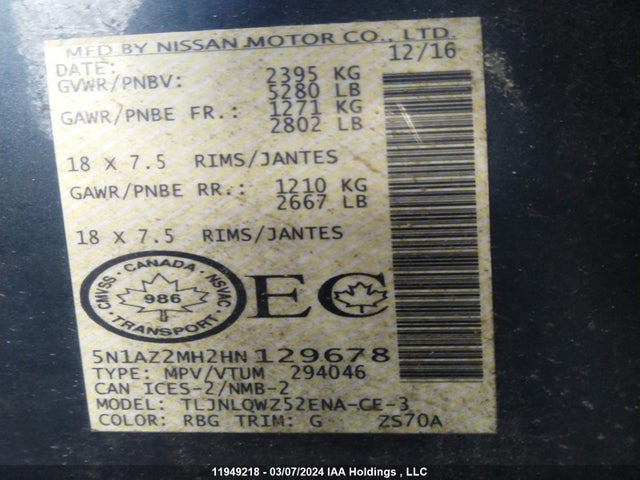 MFD BY NISSAN MOTOR CO., LTD.
DATE: 12/16
GVWR/PNBV: 2395 KG
5280 LB
GAWR/PNBE FR.: 1271 KG
2802 LB
18 X 7.5 RIMS/JANTES
GAWR/PNBE RR.: 1210 KG
2667 LB
18 X 7.5 RIMS/JANTES
CANADA
CMVSS NSVAC
986
TRANSPORT
EC
5N1AZ2MH2HN129678
TYPE: MPV/VTUM 294046
CAN ICES-2/NMB-2
MODEL: TLJNLQWZ52ENA-CE-3
COLOR: RBG TRIM: G ZS70A
11949218 - 03/07/2024 IAA Holdings , LLC